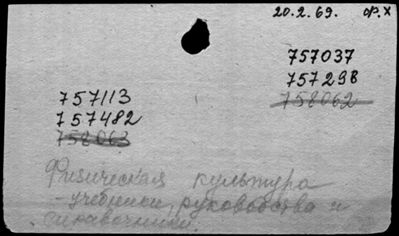 20.2.69. ор.X
757037
757298
758062
757113
757482
758063
Физическая культура
- учебники, руководства и
справочники.